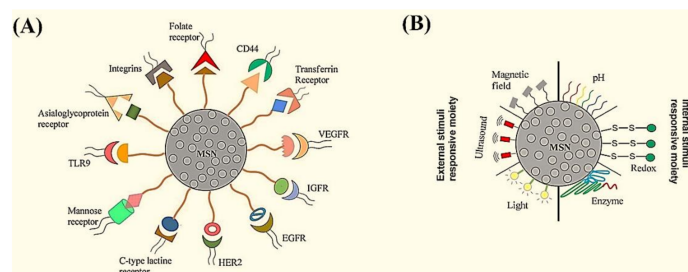 (A)
Folate
receptor
Integrins
CD44
Transferrin
Receptor
Asialoglycoprotein
receptor
MSN
VEGFR
TLR9
IGFR
Mannose
receptor
EGFR
C-type lactine
receptor
HER2
(B)
Magnetic
field
pH
External stimuli
responsive moiety
Ultrasound
MSN
S S
S S
S S
Redox
Internal stimuli
responsive moiety
Light
Enzyme